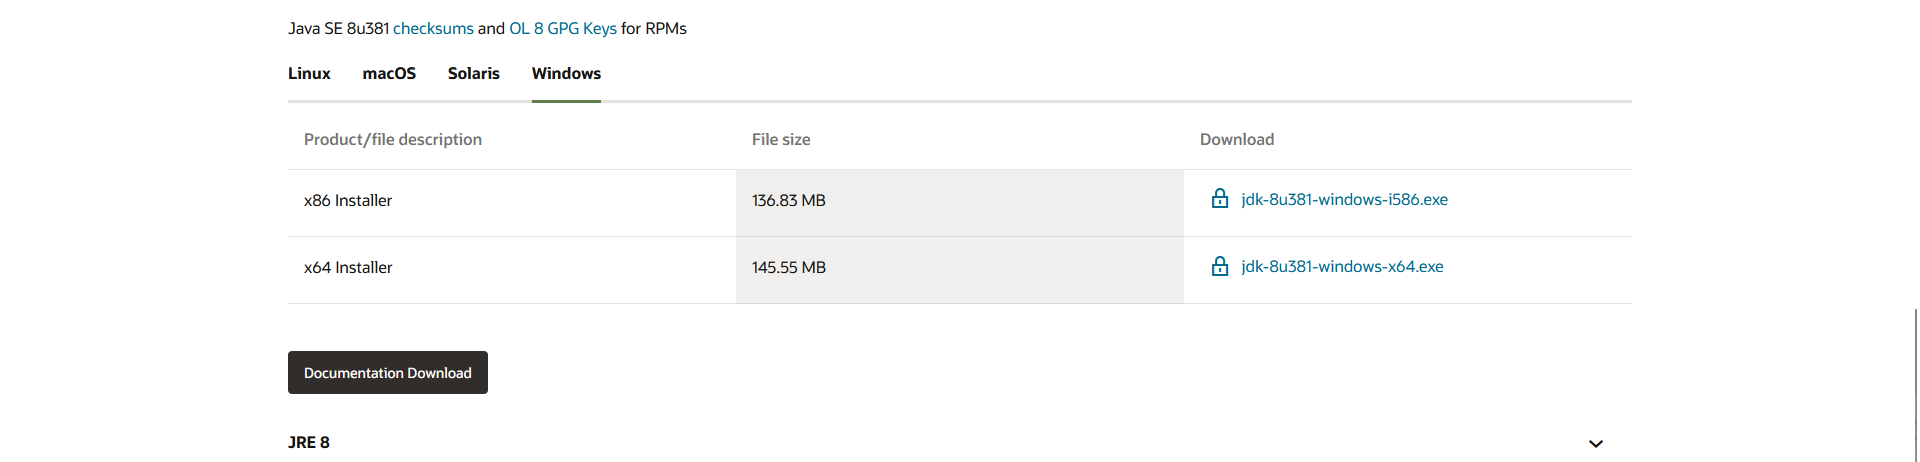 Java SE 8u381 checksums and OL 8 GPG Keys for RPMs
Linux macOS Solaris Windows
Product/file description File size Download
x86 Installer 136.83 MB jdk-8u381-windows-i586.exe
x64 Installer 145.55 MB jdk-8u381-windows-x64.exe
Documentation Download
JRE 8